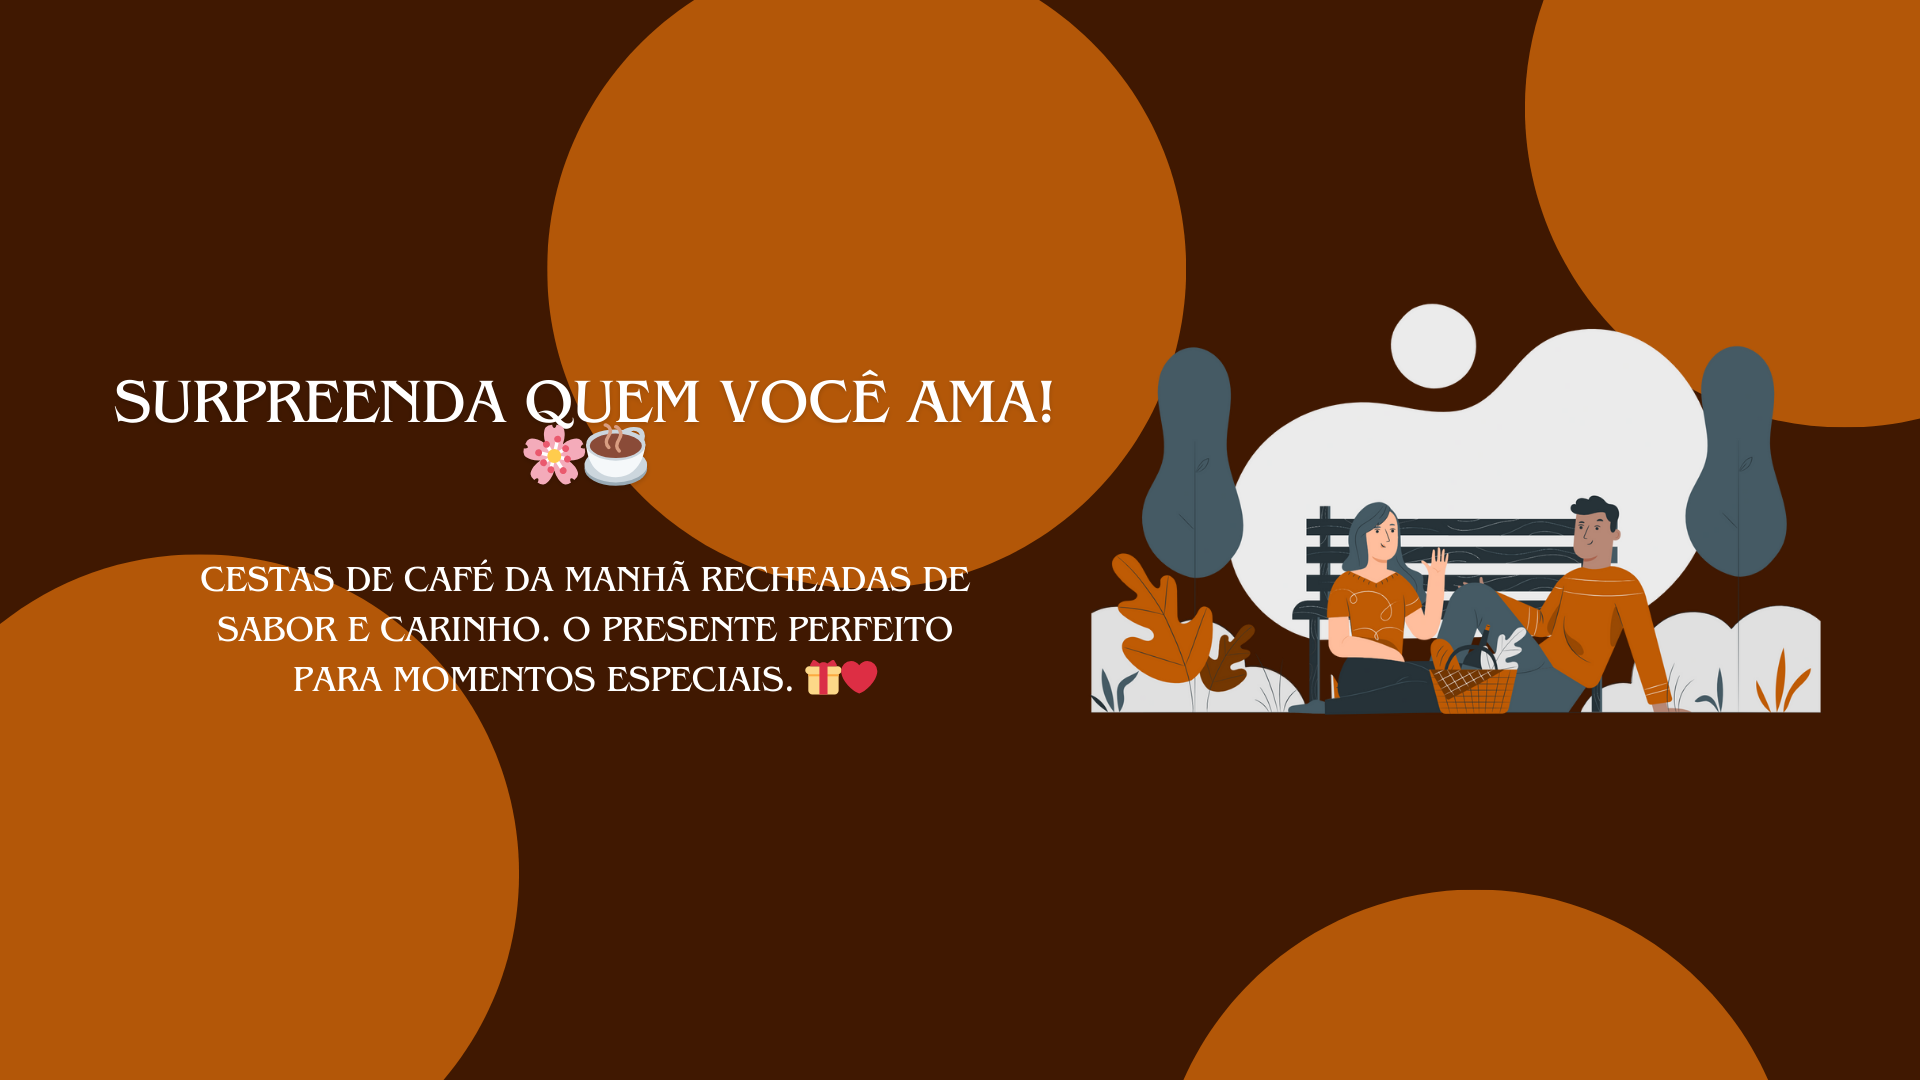 SURPREENDA QUEM VOCÊ AMA!
🌸☕
CESTAS DE CAFÉ DA MANHÃ RECHEADAS DE
SABOR E CARINHO. O PRESENTE PERFEITO
PARA MOMENTOS ESPECIAIS. 🎁❤️